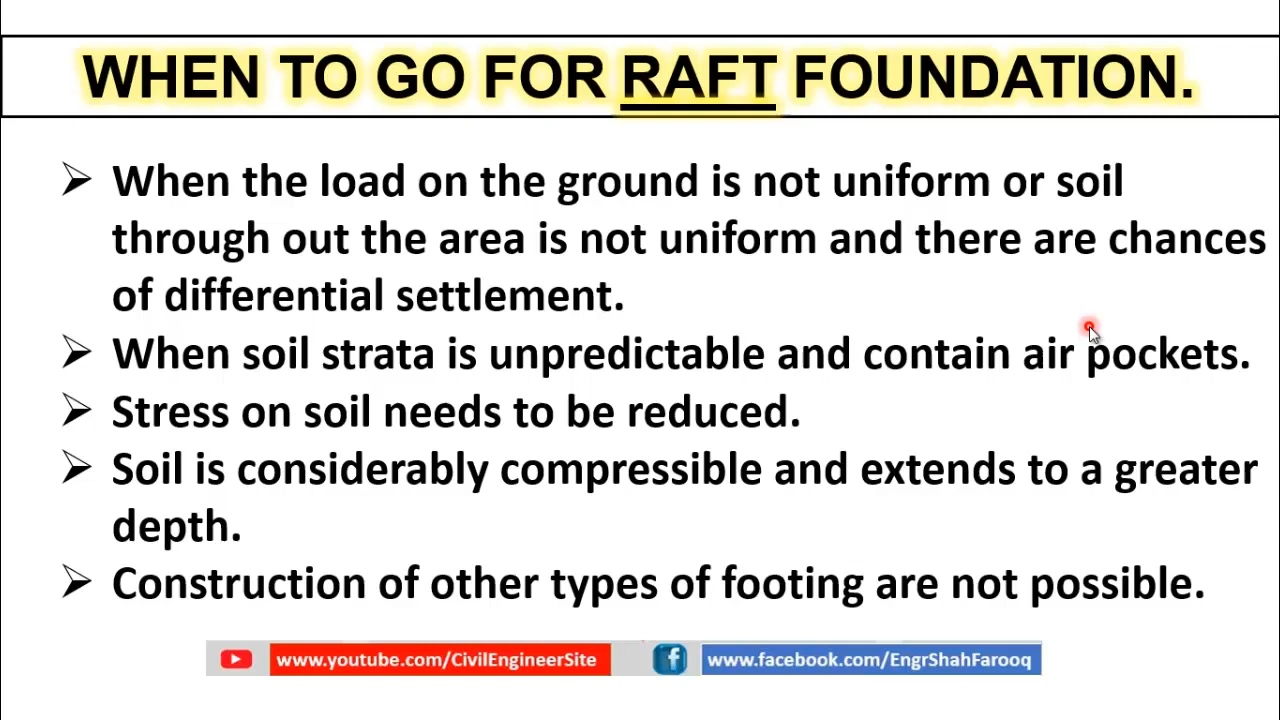 WHEN TO GO FOR RAFT FOUNDATION.
When the load on the ground is not uniform or soil
through out the area is not uniform and there are chances
of differential settlement.
When soil strata is unpredictable and contain air pockets.
Stress on soil needs to be reduced.
Soil is considerably compressible and extends to a greater
depth.
Construction of other types of footing are not possible.
www.youtube.com/CivilEngineerSite
www.facebook.com/EngrShahFarooq